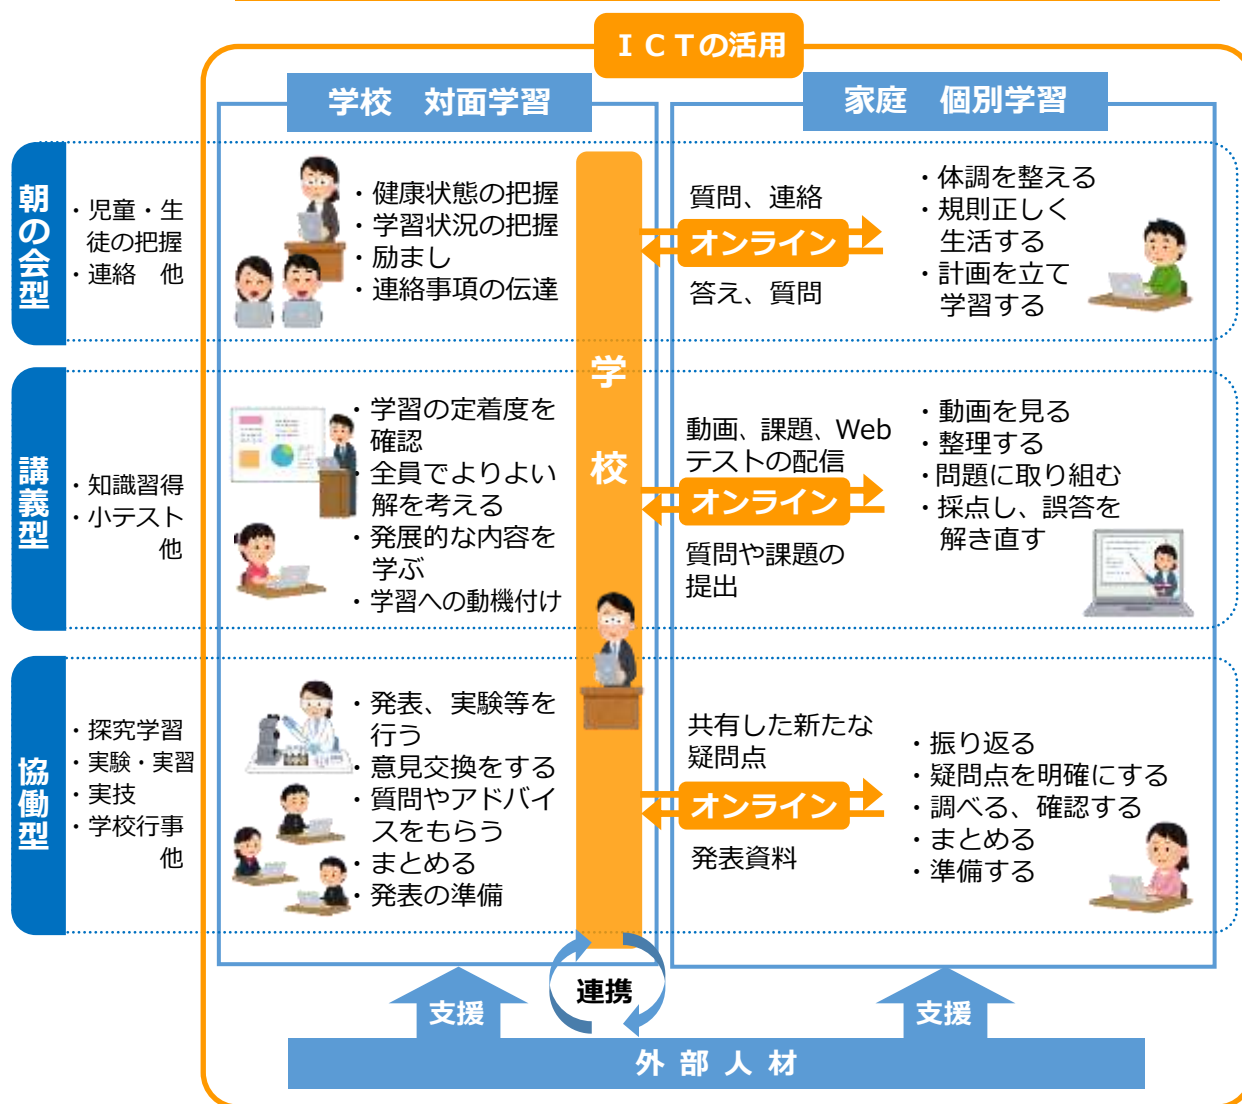 ＩＣＴの活用
学校　対面学習
家庭　個別学習
朝の会型
・児童・生
徒の把握
・連絡　他
・健康状態の把握
・学習状況の把握
・励まし
・連絡事項の伝達
質問、連絡
オンライン
答え、質問
・体調を整える
・規則正しく
生活する
・計画を立て
学習する
学校
講義型
・知識習得
・小テスト
他
・学習の定着度を
確認
・全員でよりよい
解を考える
・発展的な内容を
学ぶ
・学習への動機付け
動画、課題、Web
テストの配信
オンライン
質問や課題の
提出
・動画を見る
・整理する
・問題に取り組む
・採点し、誤答を
解き直す
協働型
・探究学習
・実験・実習
・実技
・学校行事
他
・発表、実験等を
行う
・意見交換をする
・質問やアドバイ
スをもらう
・まとめる
・発表の準備
共有した新たな
疑問点
オンライン
発表資料
・振り返る
・疑問点を明確にする
・調べる、確認する
・まとめる
・準備する
連携
支援
支援
外部人材